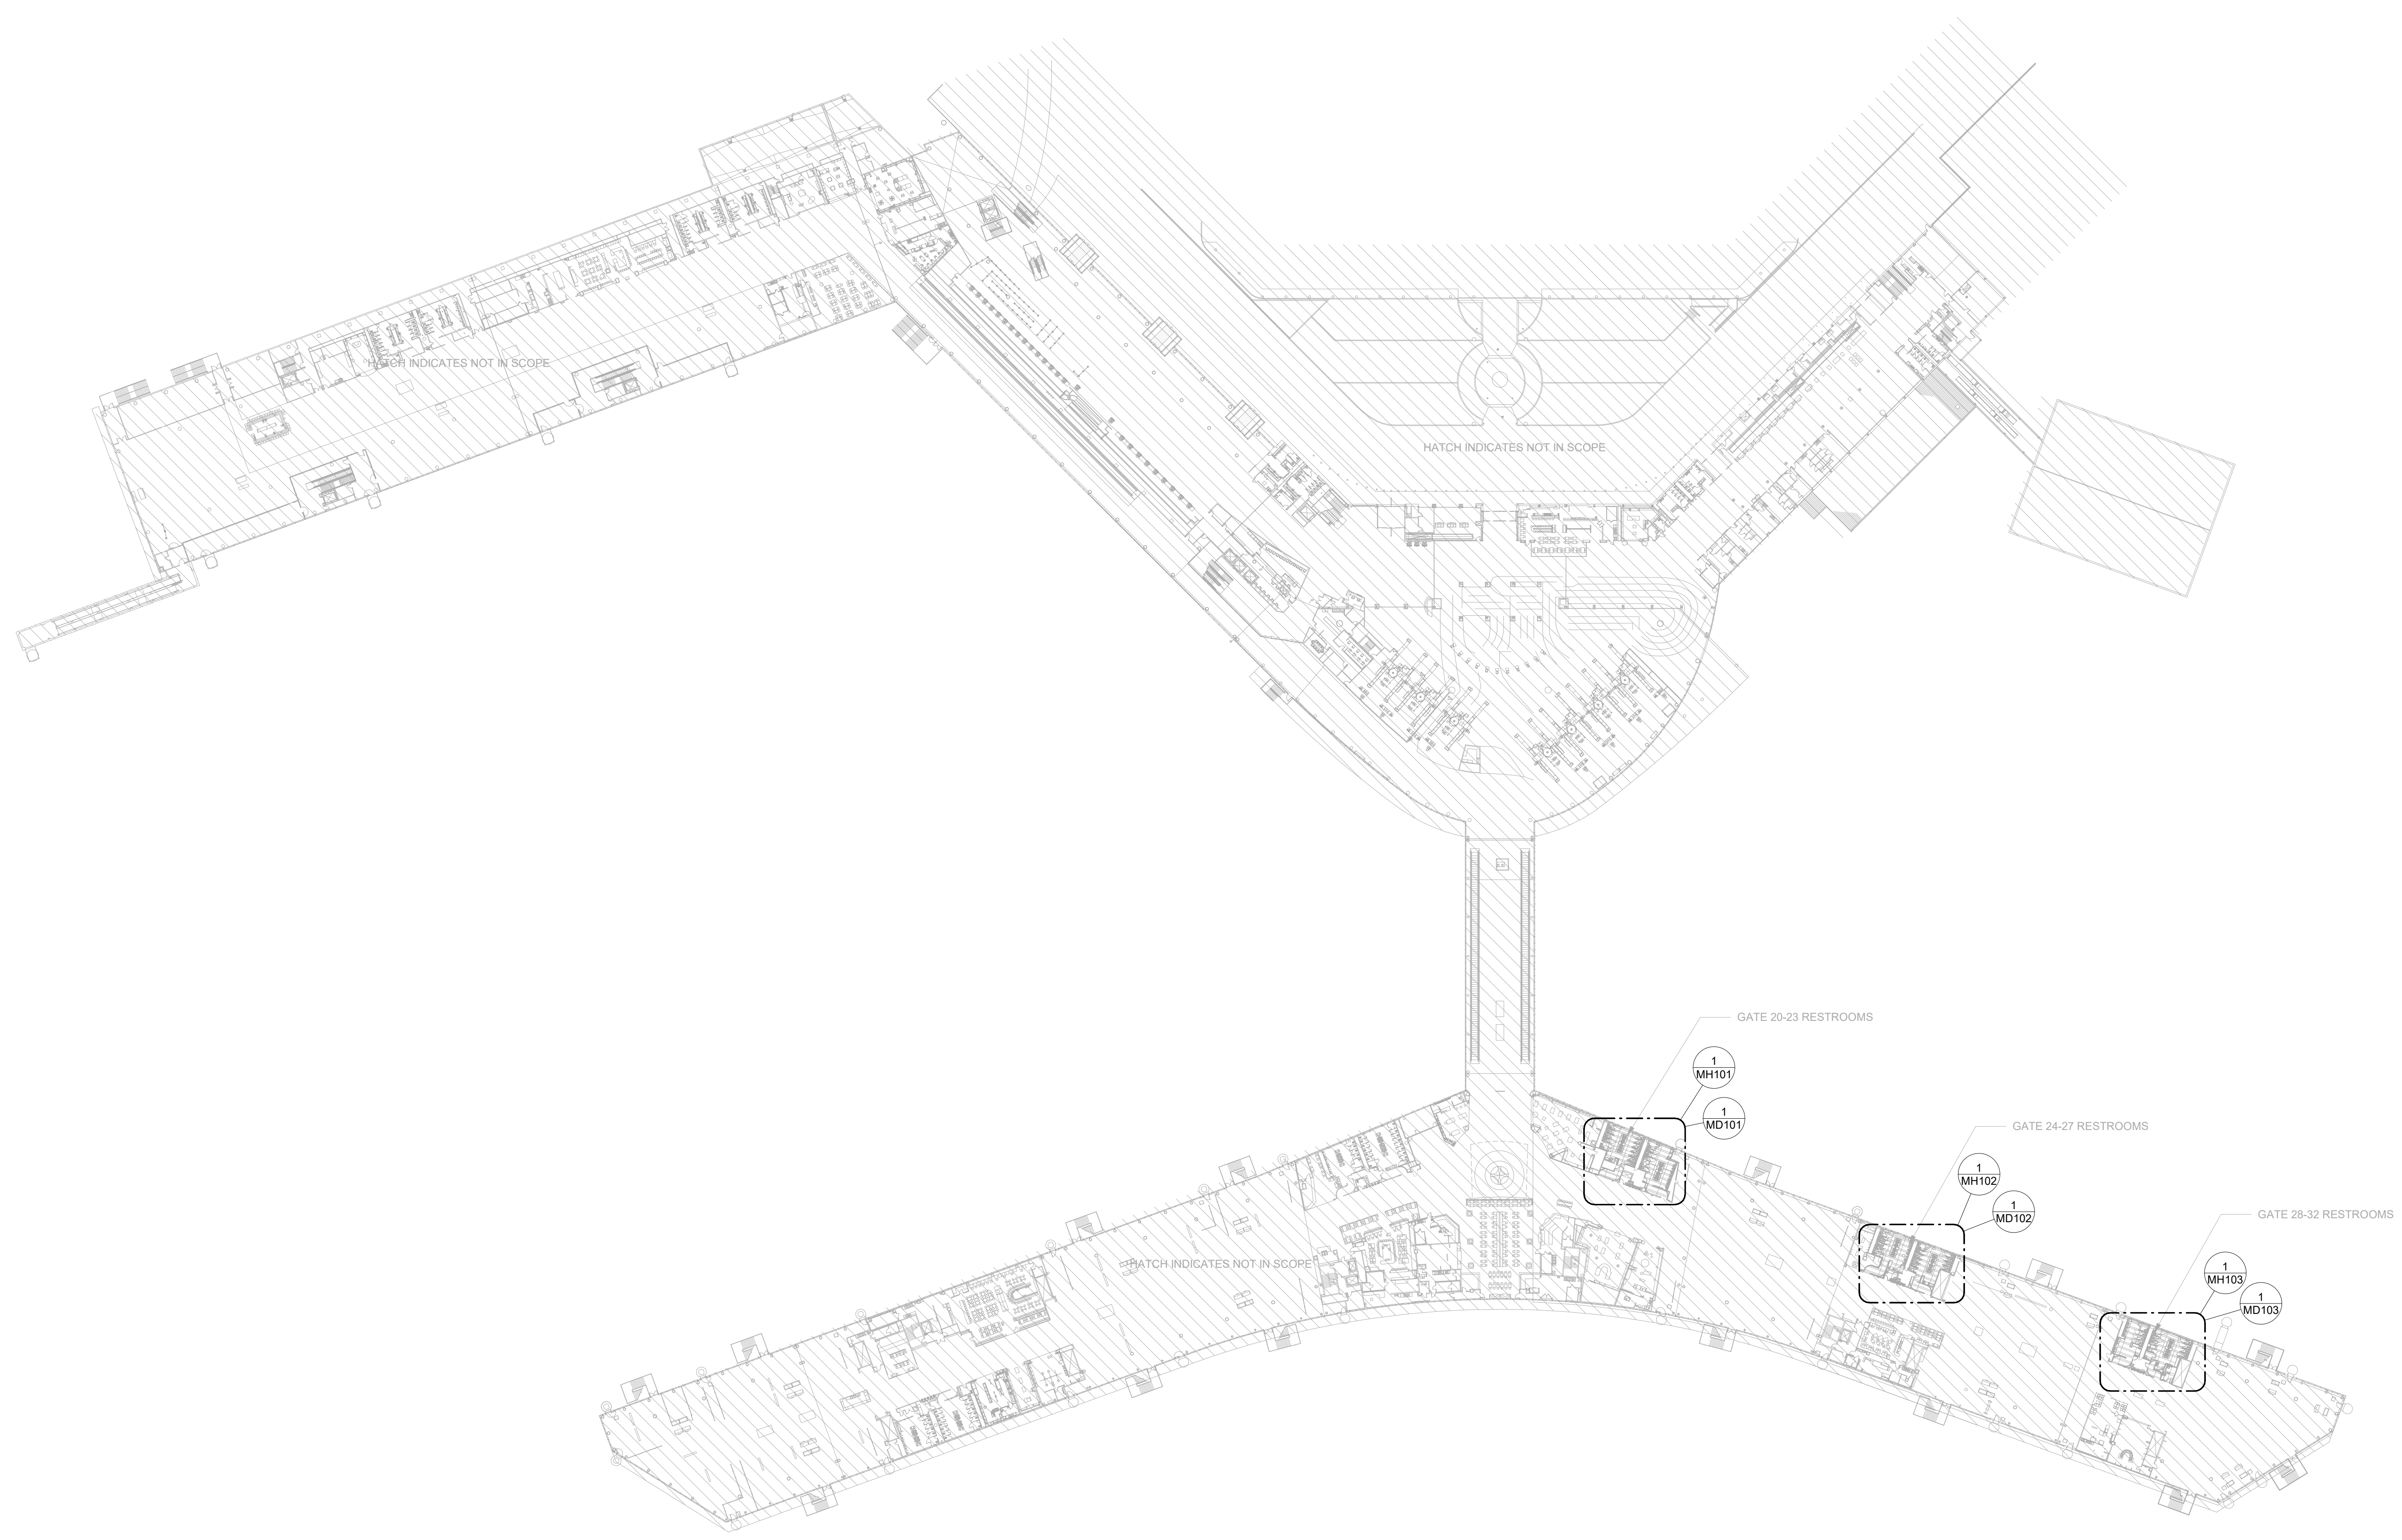 HATCH INDICATES NOT IN SCOPE
HATCH INDICATES NOT IN SCOPE
GATE 20-23 RESTROOMS
1
MH101
1
MD101
GATE 24-27 RESTROOMS
1
MH102
1
MD102
GATE 28-32 RESTROOMS
1
MH103
1
MD103
HATCH INDICATES NOT IN SCOPE